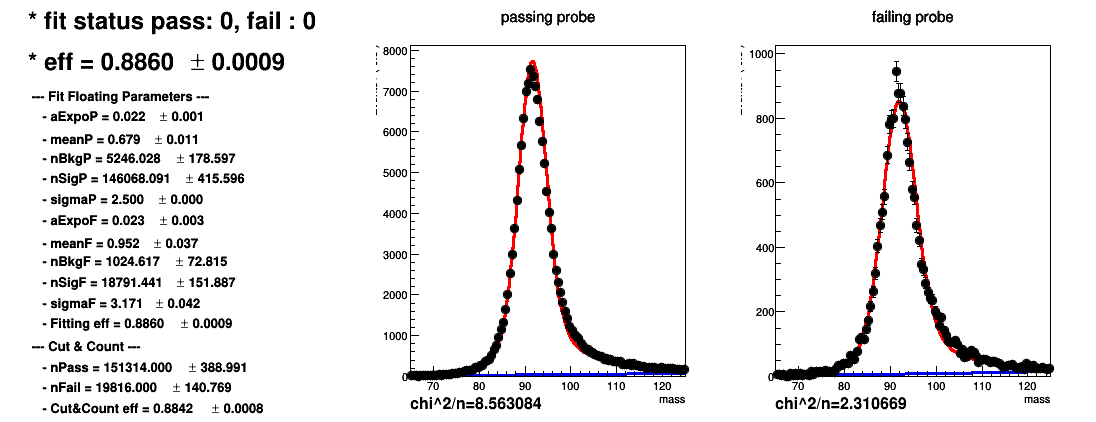 * fit status pass: 0, fail : 0
* eff = 0.8860 ± 0.0009
--- Fit Floating Parameters ---
- aExpoP = 0.022 ± 0.001
- meanP = 0.679 ± 0.011
- nBkgP = 5246.028 ± 178.597
- nSigP = 146068.091 ± 415.596
- sigmaP = 2.500 ± 0.000
- aExpoF = 0.023 ± 0.003
- meanF = 0.952 ± 0.037
- nBkgF = 1024.617 ± 72.815
- nSigF = 18791.441 ± 151.887
- sigmaF = 3.171 ± 0.042
- Fitting eff = 0.8860 ± 0.0009
--- Cut & Count ---
- nPass = 151314.000 ± 388.991
- nFail = 19816.000 ± 140.769
- Cut&Count eff = 0.8842 ± 0.0008
passing probe
8000
7000
6000
5000
4000
3000
2000
1000
0
70 80 90 100 110 120
mass
chi^2/n=8.563084
failing probe
1000
800
600
400
200
0
70 80 90 100 110 120
mass
chi^2/n=2.310669